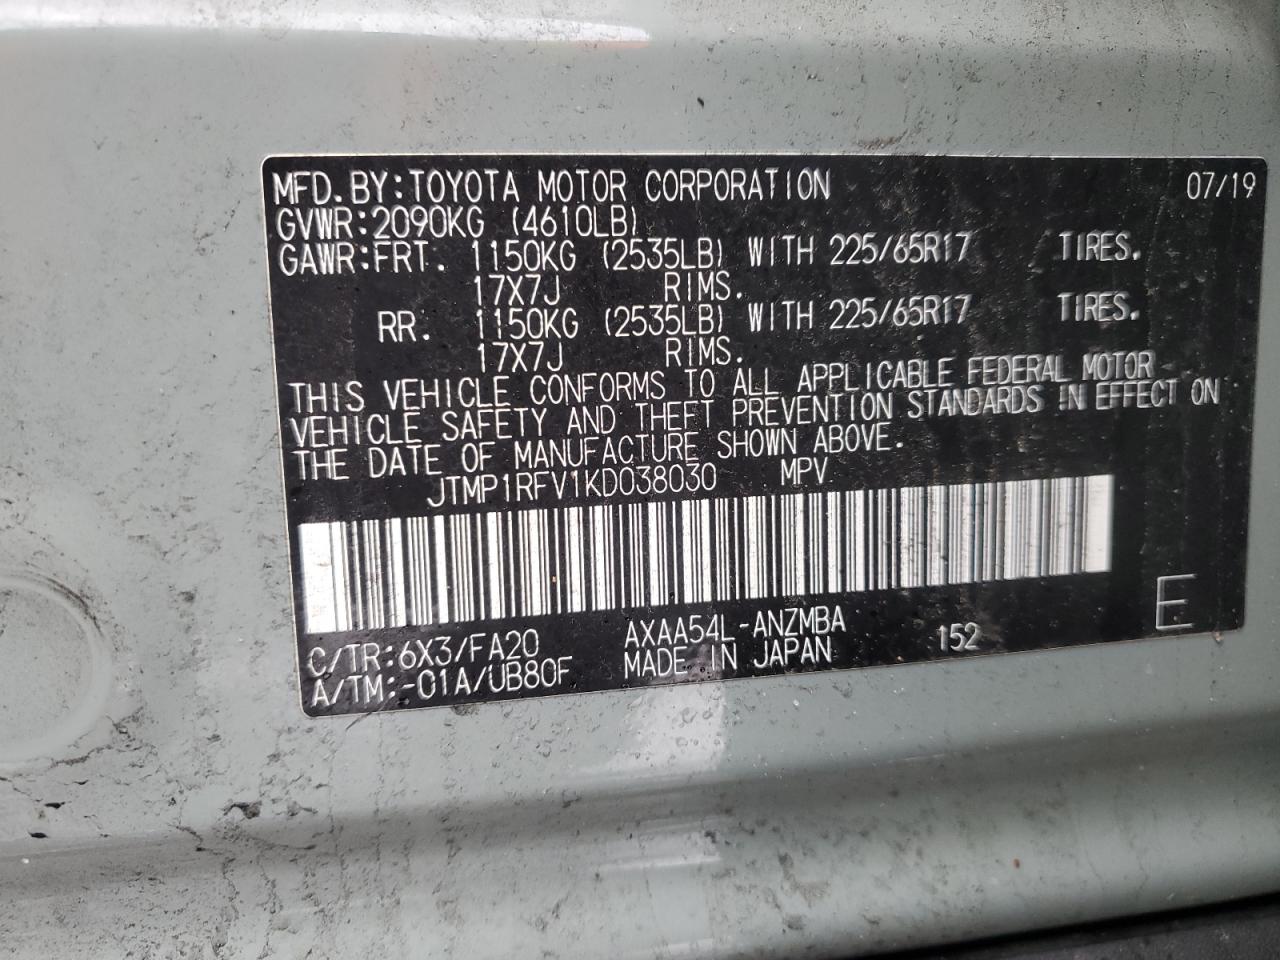 MFD.BY:TOYOTA MOTOR CORPORATION 07/19
GVWR:2090KG (4610LB)
GAWR:FRT. 1150KG (2535LB) WITH 225/65R17 TIRES.
17X7J RIMS.
RR. 1150KG (2535LB) WITH 225/65R17 TIRES.
17X7J RIMS.
THIS VEHICLE CONFORMS TO ALL APPLICABLE FEDERAL MOTOR
VEHICLE SAFETY AND THEFT PREVENTION STANDARDS IN EFFECT ON
THE DATE OF MANUFACTURE SHOWN ABOVE.
JTMP1RFV1KD038030 MPV
C/TR:6X3/FA20 AXAA54L-ANZMBA 152 E
A/TM:-01A/UB80F MADE IN JAPAN